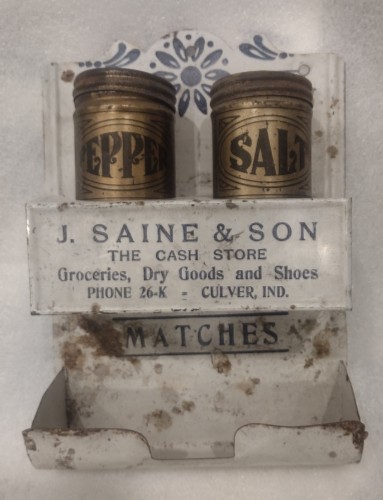 PEPPER
SALT
J. SAINE & SON
THE CASH STORE
Groceries, Dry Goods and Shoes
PHONE 26-K - CULVER, IND.
MATCHES